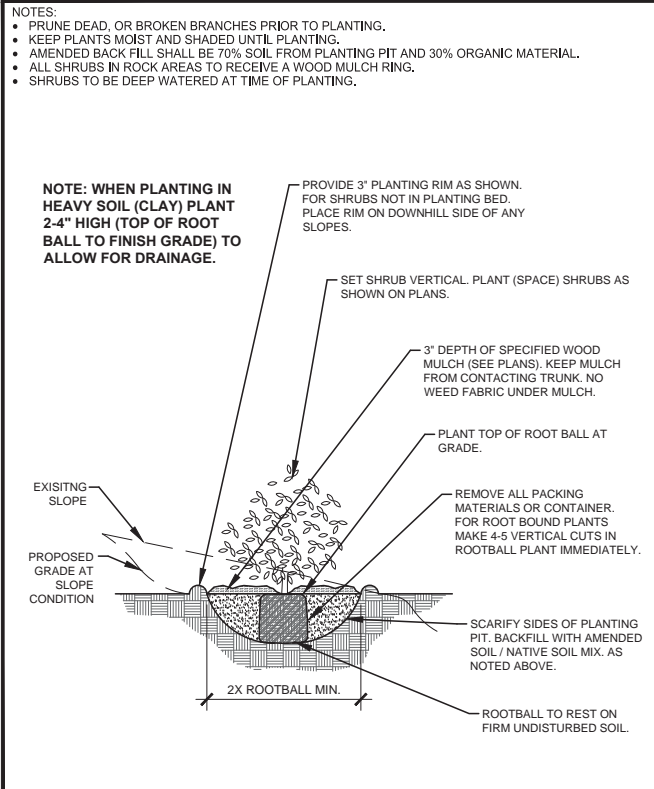 NOTES:
• PRUNE DEAD, OR BROKEN BRANCHES PRIOR TO PLANTING.
• KEEP PLANTS MOIST AND SHADED UNTIL PLANTING.
• AMENDED BACK FILL SHALL BE 70% SOIL FROM PLANTING PIT AND 30% ORGANIC MATERIAL.
• ALL SHRUBS IN ROCK AREAS TO RECEIVE A WOOD MULCH RING.
• SHRUBS TO BE DEEP WATERED AT TIME OF PLANTING.
NOTE: WHEN PLANTING IN
HEAVY SOIL (CLAY) PLANT
2-4" HIGH (TOP OF ROOT
BALL TO FINISH GRADE) TO
ALLOW FOR DRAINAGE.
PROVIDE 3" PLANTING RIM AS SHOWN.
FOR SHRUBS NOT IN PLANTING BED.
PLACE RIM ON DOWNHILL SIDE OF ANY
SLOPES.
SET SHRUB VERTICAL. PLANT (SPACE) SHRUBS AS
SHOWN ON PLANS.
3" DEPTH OF SPECIFIED WOOD
MULCH (SEE PLANS). KEEP MULCH
FROM CONTACTING TRUNK. NO
WEED FABRIC UNDER MULCH.
PLANT TOP OF ROOT BALL AT
GRADE.
EXISITNG
SLOPE
REMOVE ALL PACKING
MATERIALS OR CONTAINER.
FOR ROOT BOUND PLANTS
MAKE 4-5 VERTICAL CUTS IN
ROOTBALL PLANT IMMEDIATELY.
PROPOSED
GRADE AT
SLOPE
CONDITION
SCARIFY SIDES OF PLANTING
PIT. BACKFILL WITH AMENDED
SOIL / NATIVE SOIL MIX. AS
NOTED ABOVE.
2X ROOTBALL MIN.
ROOTBALL TO REST ON
FIRM UNDISTURBED SOIL.